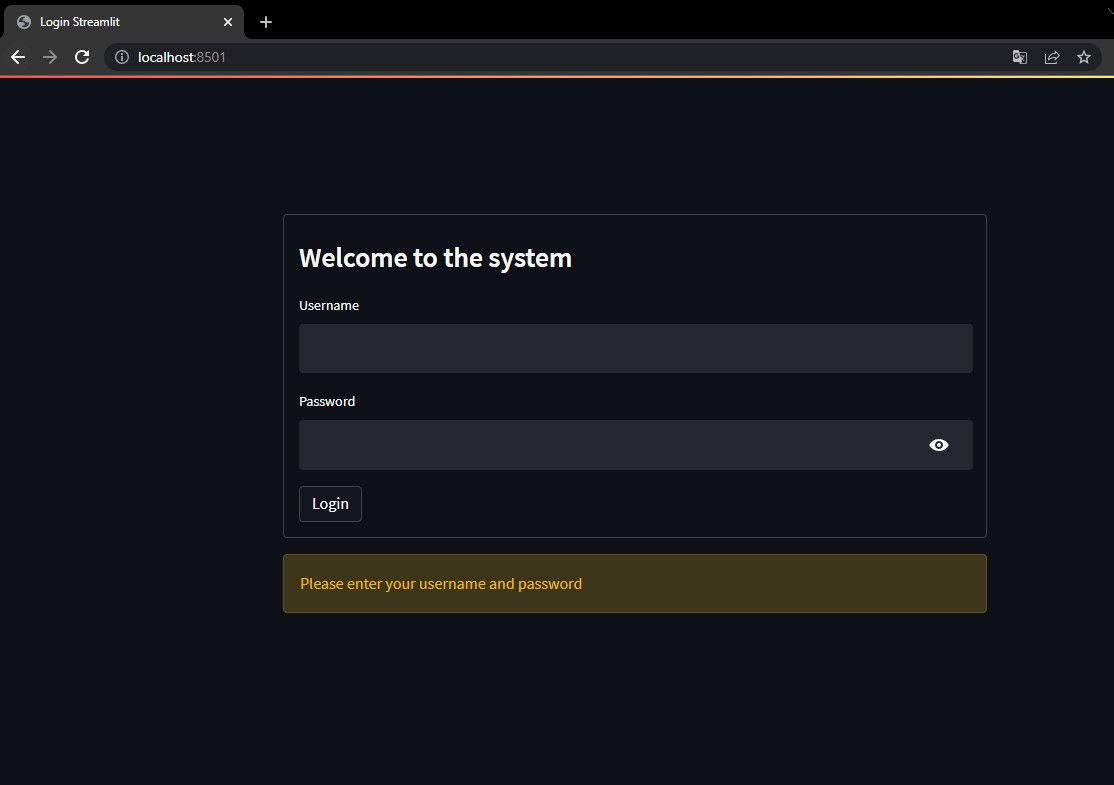 Login Streamlit
localhost:8501
Welcome to the system
Username
Password
Login
Please enter your username and password